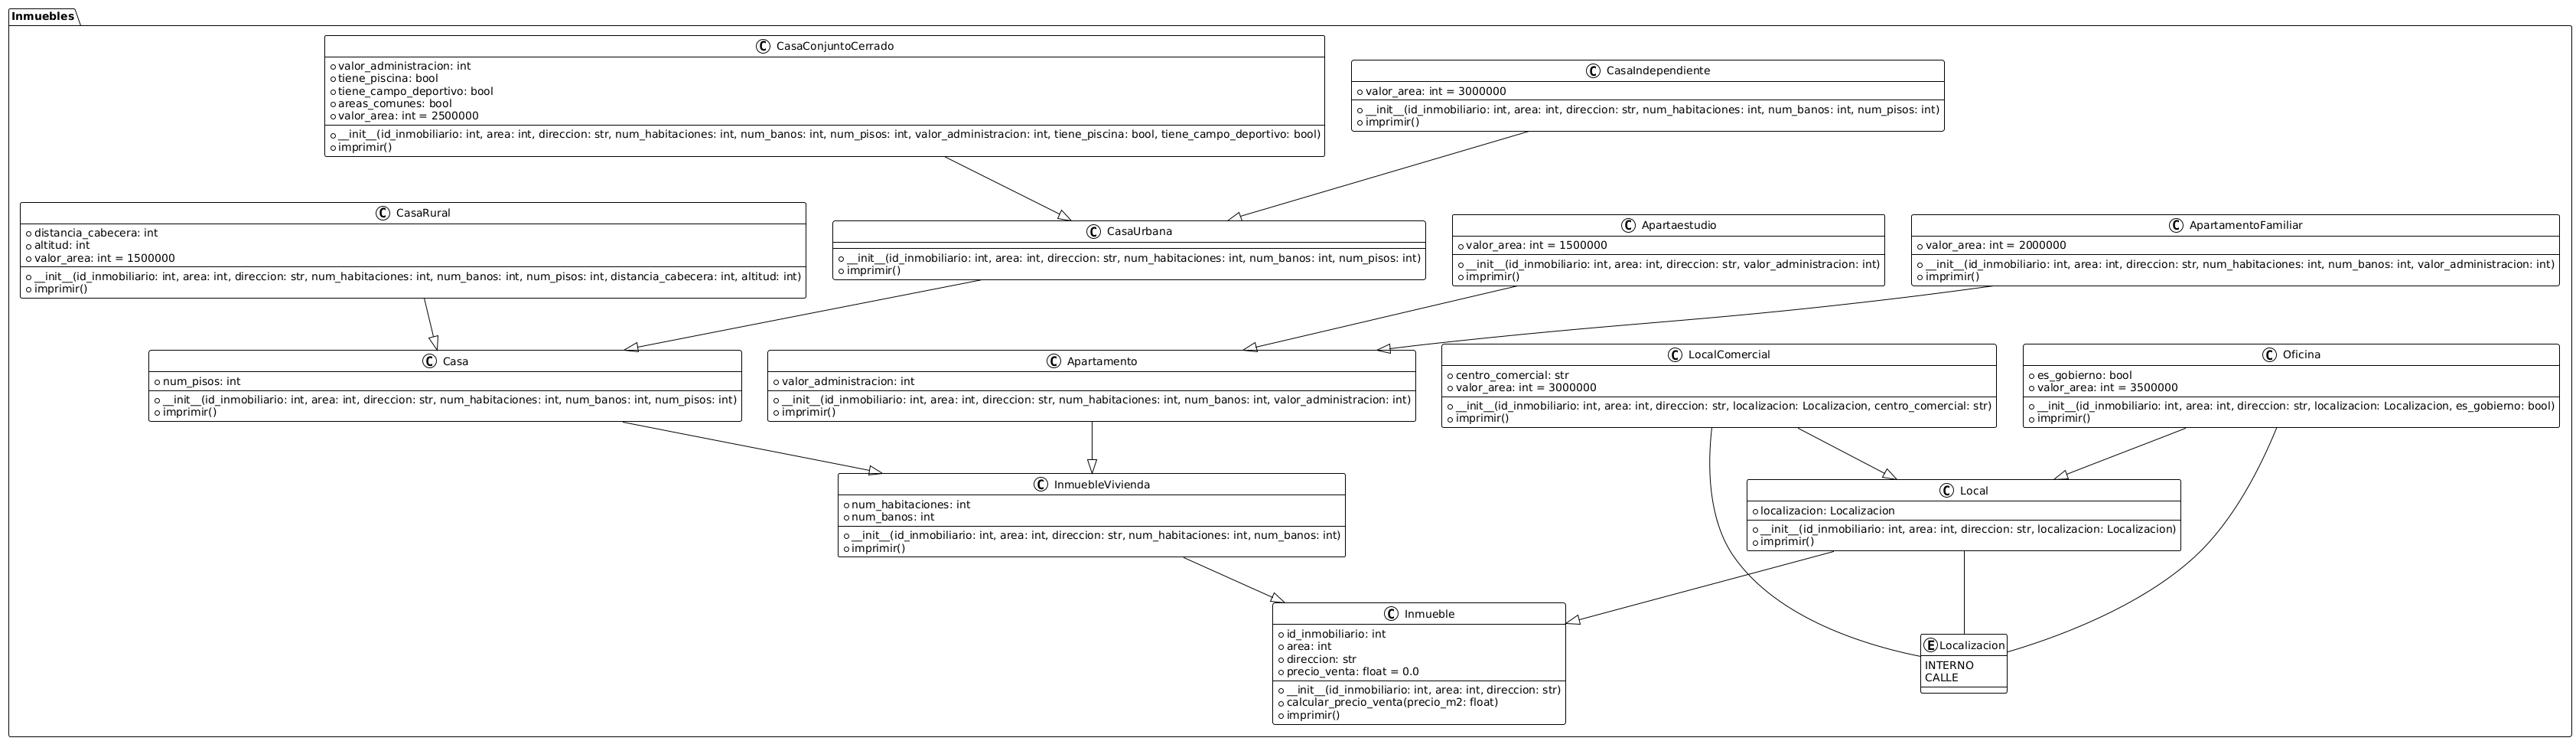 Inmuebles
CasaConjuntoCerrado
valor_administracion: int
tiene_piscina: bool
tiene_campo_deportivo: bool
areas_comunes: bool
valor_area: int = 2500000
__init__(id_inmobiliario: int, area: int, direccion: str, num_habitaciones: int, num_banos: int, num_pisos: int, valor_administracion: int, tiene_piscina: bool, tiene_campo_deportivo: bool)
imprimir()
CasaIndependiente
valor_area: int = 3000000
__init__(id_inmobiliario: int, area: int, direccion: str, num_habitaciones: int, num_banos: int, num_pisos: int)
imprimir()
CasaRural
distancia_cabecera: int
altitud: int
valor_area: int = 1500000
__init__(id_inmobiliario: int, area: int, direccion: str, num_habitaciones: int, num_banos: int, num_pisos: int, distancia_cabecera: int, altitud: int)
imprimir()
CasaUrbana
__init__(id_inmobiliario: int, area: int, direccion: str, num_habitaciones: int, num_banos: int, num_pisos: int)
imprimir()
Apartaestudio
valor_area: int = 1500000
__init__(id_inmobiliario: int, area: int, direccion: str, valor_administracion: int)
imprimir()
ApartamentoFamiliar
valor_area: int = 2000000
__init__(id_inmobiliario: int, area: int, direccion: str, num_habitaciones: int, num_banos: int, valor_administracion: int)
imprimir()
Casa
num_pisos: int
__init__(id_inmobiliario: int, area: int, direccion: str, num_habitaciones: int, num_banos: int, num_pisos: int)
imprimir()
Apartamento
valor_administracion: int
__init__(id_inmobiliario: int, area: int, direccion: str, num_habitaciones: int, num_banos: int, valor_administracion: int)
imprimir()
LocalComercial
centro_comercial: str
valor_area: int = 3000000
__init__(id_inmobiliario: int, area: int, direccion: str, localizacion: Localizacion, centro_comercial: str)
imprimir()
Oficina
es_gobierno: bool
valor_area: int = 3500000
__init__(id_inmobiliario: int, area: int, direccion: str, localizacion: Localizacion, es_gobierno: bool)
imprimir()
InmuebleVivienda
num_habitaciones: int
num_banos: int
__init__(id_inmobiliario: int, area: int, direccion: str, num_habitaciones: int, num_banos: int)
imprimir()
Local
localizacion: Localizacion
__init__(id_inmobiliario: int, area: int, direccion: str, localizacion: Localizacion)
imprimir()
Inmueble
id_inmobiliario: int
area: int
direccion: str
precio_venta: float = 0.0
__init__(id_inmobiliario: int, area: int, direccion: str)
calcular_precio_venta(precio_m2: float)
imprimir()
Localizacion
INTERNO
CALLE